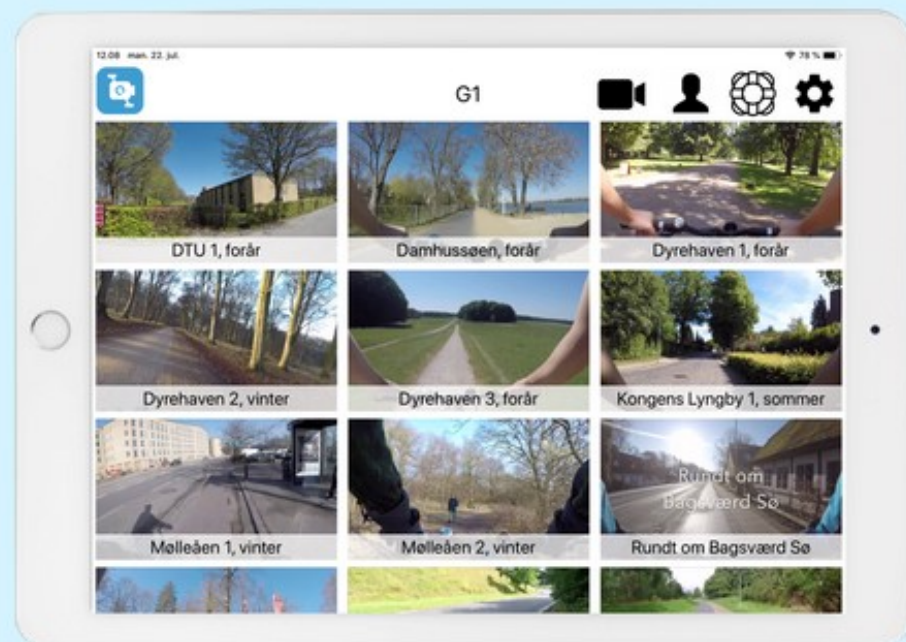 12.08 man. 22. jul.
78 %
G1
DTU 1, forår
Damhussøen, forår
Dyrehaven 1, forår
Dyrehaven 2, vinter
Dyrehaven 3, forår
Kongens Lyngby 1, sommer
Mølleåen 1, vinter
Mølleåen 2, vinter
Rundt om
Bagsværd Sø
Rundt om Bagsværd Sø